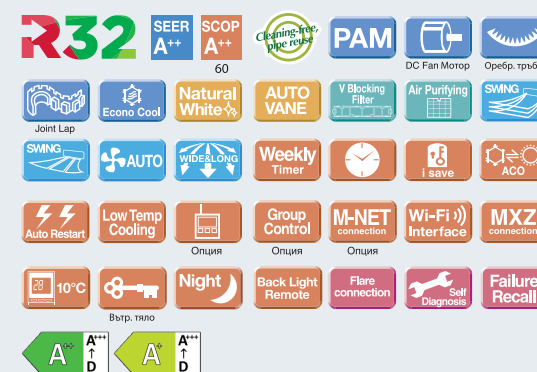 R32
SEER
A++
SCOP
A++
60
Cleaning-free,
pipe reuse
PAM
DC Fan Мотор
Оребр. тръб
Joint Lap
Econo Cool
Natural
White
AUTO
VANE
V Blocking
Filter
Air Purifying
SWING
SWING
AUTO
WIDE&LONG
Weekly
Timer
i save
ACO
Auto Restart
Low Temp
Cooling
Опция
Group
Control
Опция
M-NET
connection
Опция
Wi-Fi
Interface
MXZ
connection
10°C
Вътр. тяло
Night
Back Light
Remote
Flare
connection
Self
Diagnosis
Failure
Recall
A++
A+++
↑
D
A+
A+++
↑
D